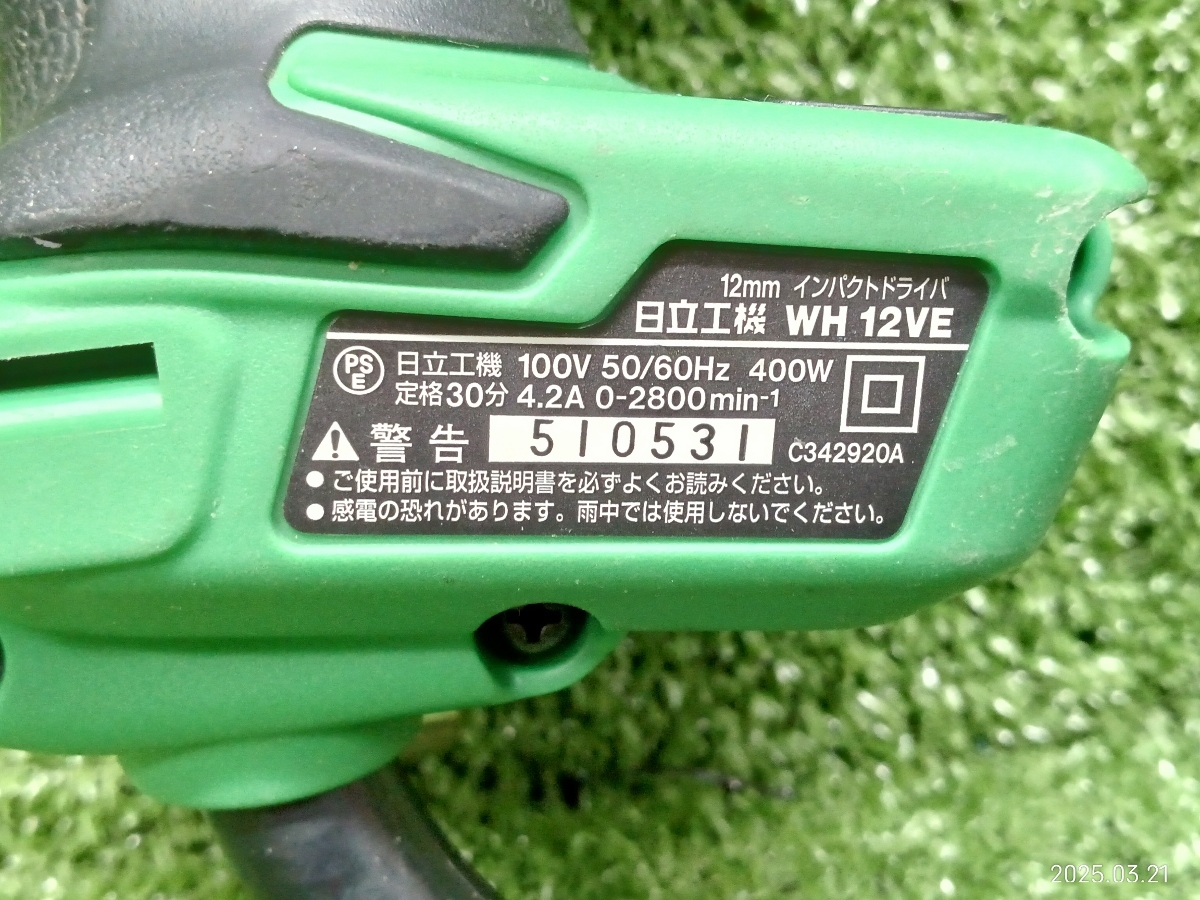 12mm インパクトドライバ
日立工機 WH 12VE
PSE 日立工機 100V 50/60Hz 400W
定格30分 4.2A 0-2800min-1
警告 510531 C342920A
●ご使用前に取扱説明書を必ずよくお読みください。
●感電の恐れがあります。雨中では使用しないでください。
2025.03.21